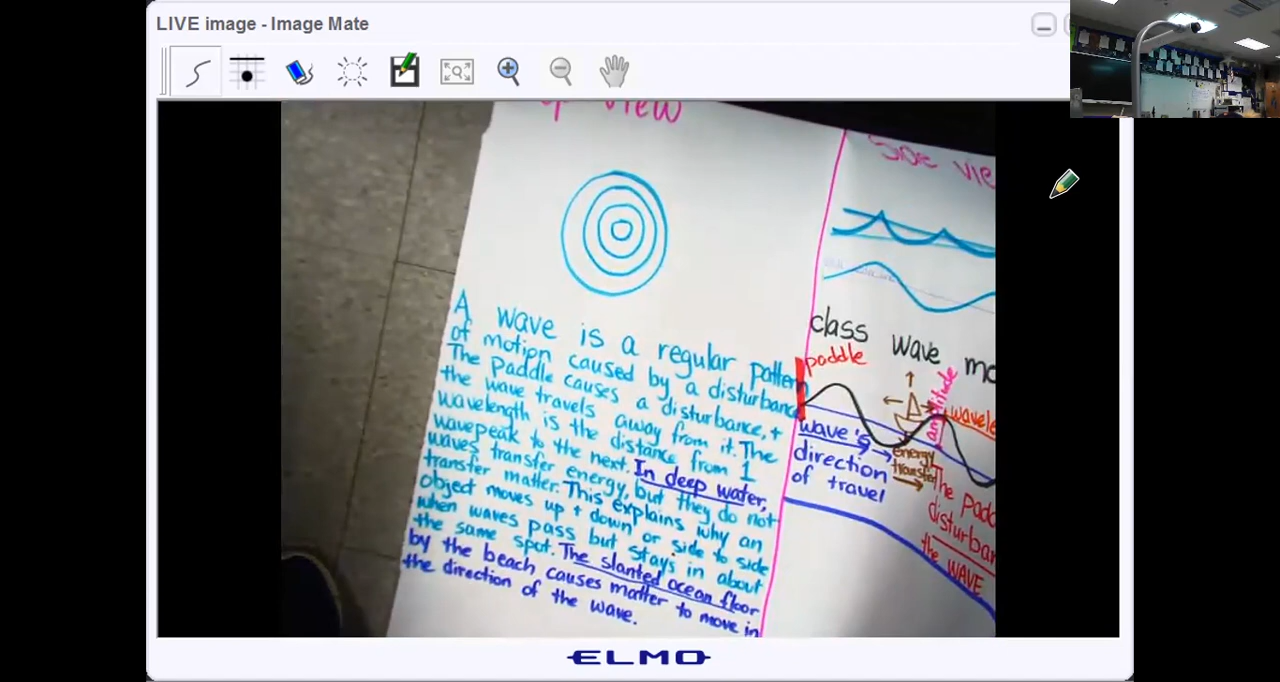 LIVE image - Image Mate
view
A wave is a regular pattern
of motion caused by a disturbance.
The Paddle causes a disturbance, +
the wave travels away from it. The
wavelength is the distance from 1
wavepeak to the next. In deep water,
waves transfer energy, but they do not
transfer matter. This explains why an
object moves up + down or side to side
when waves pass but stays in about
the same spot. The slanted ocean floor
by the beach causes matter to move in
the direction of the wave.
Side vie
class wave mo
paddle
amplitude
wavele
wave's
direction
of travel
energy
transfer
The padd
disturban
the WAVE
ELMO